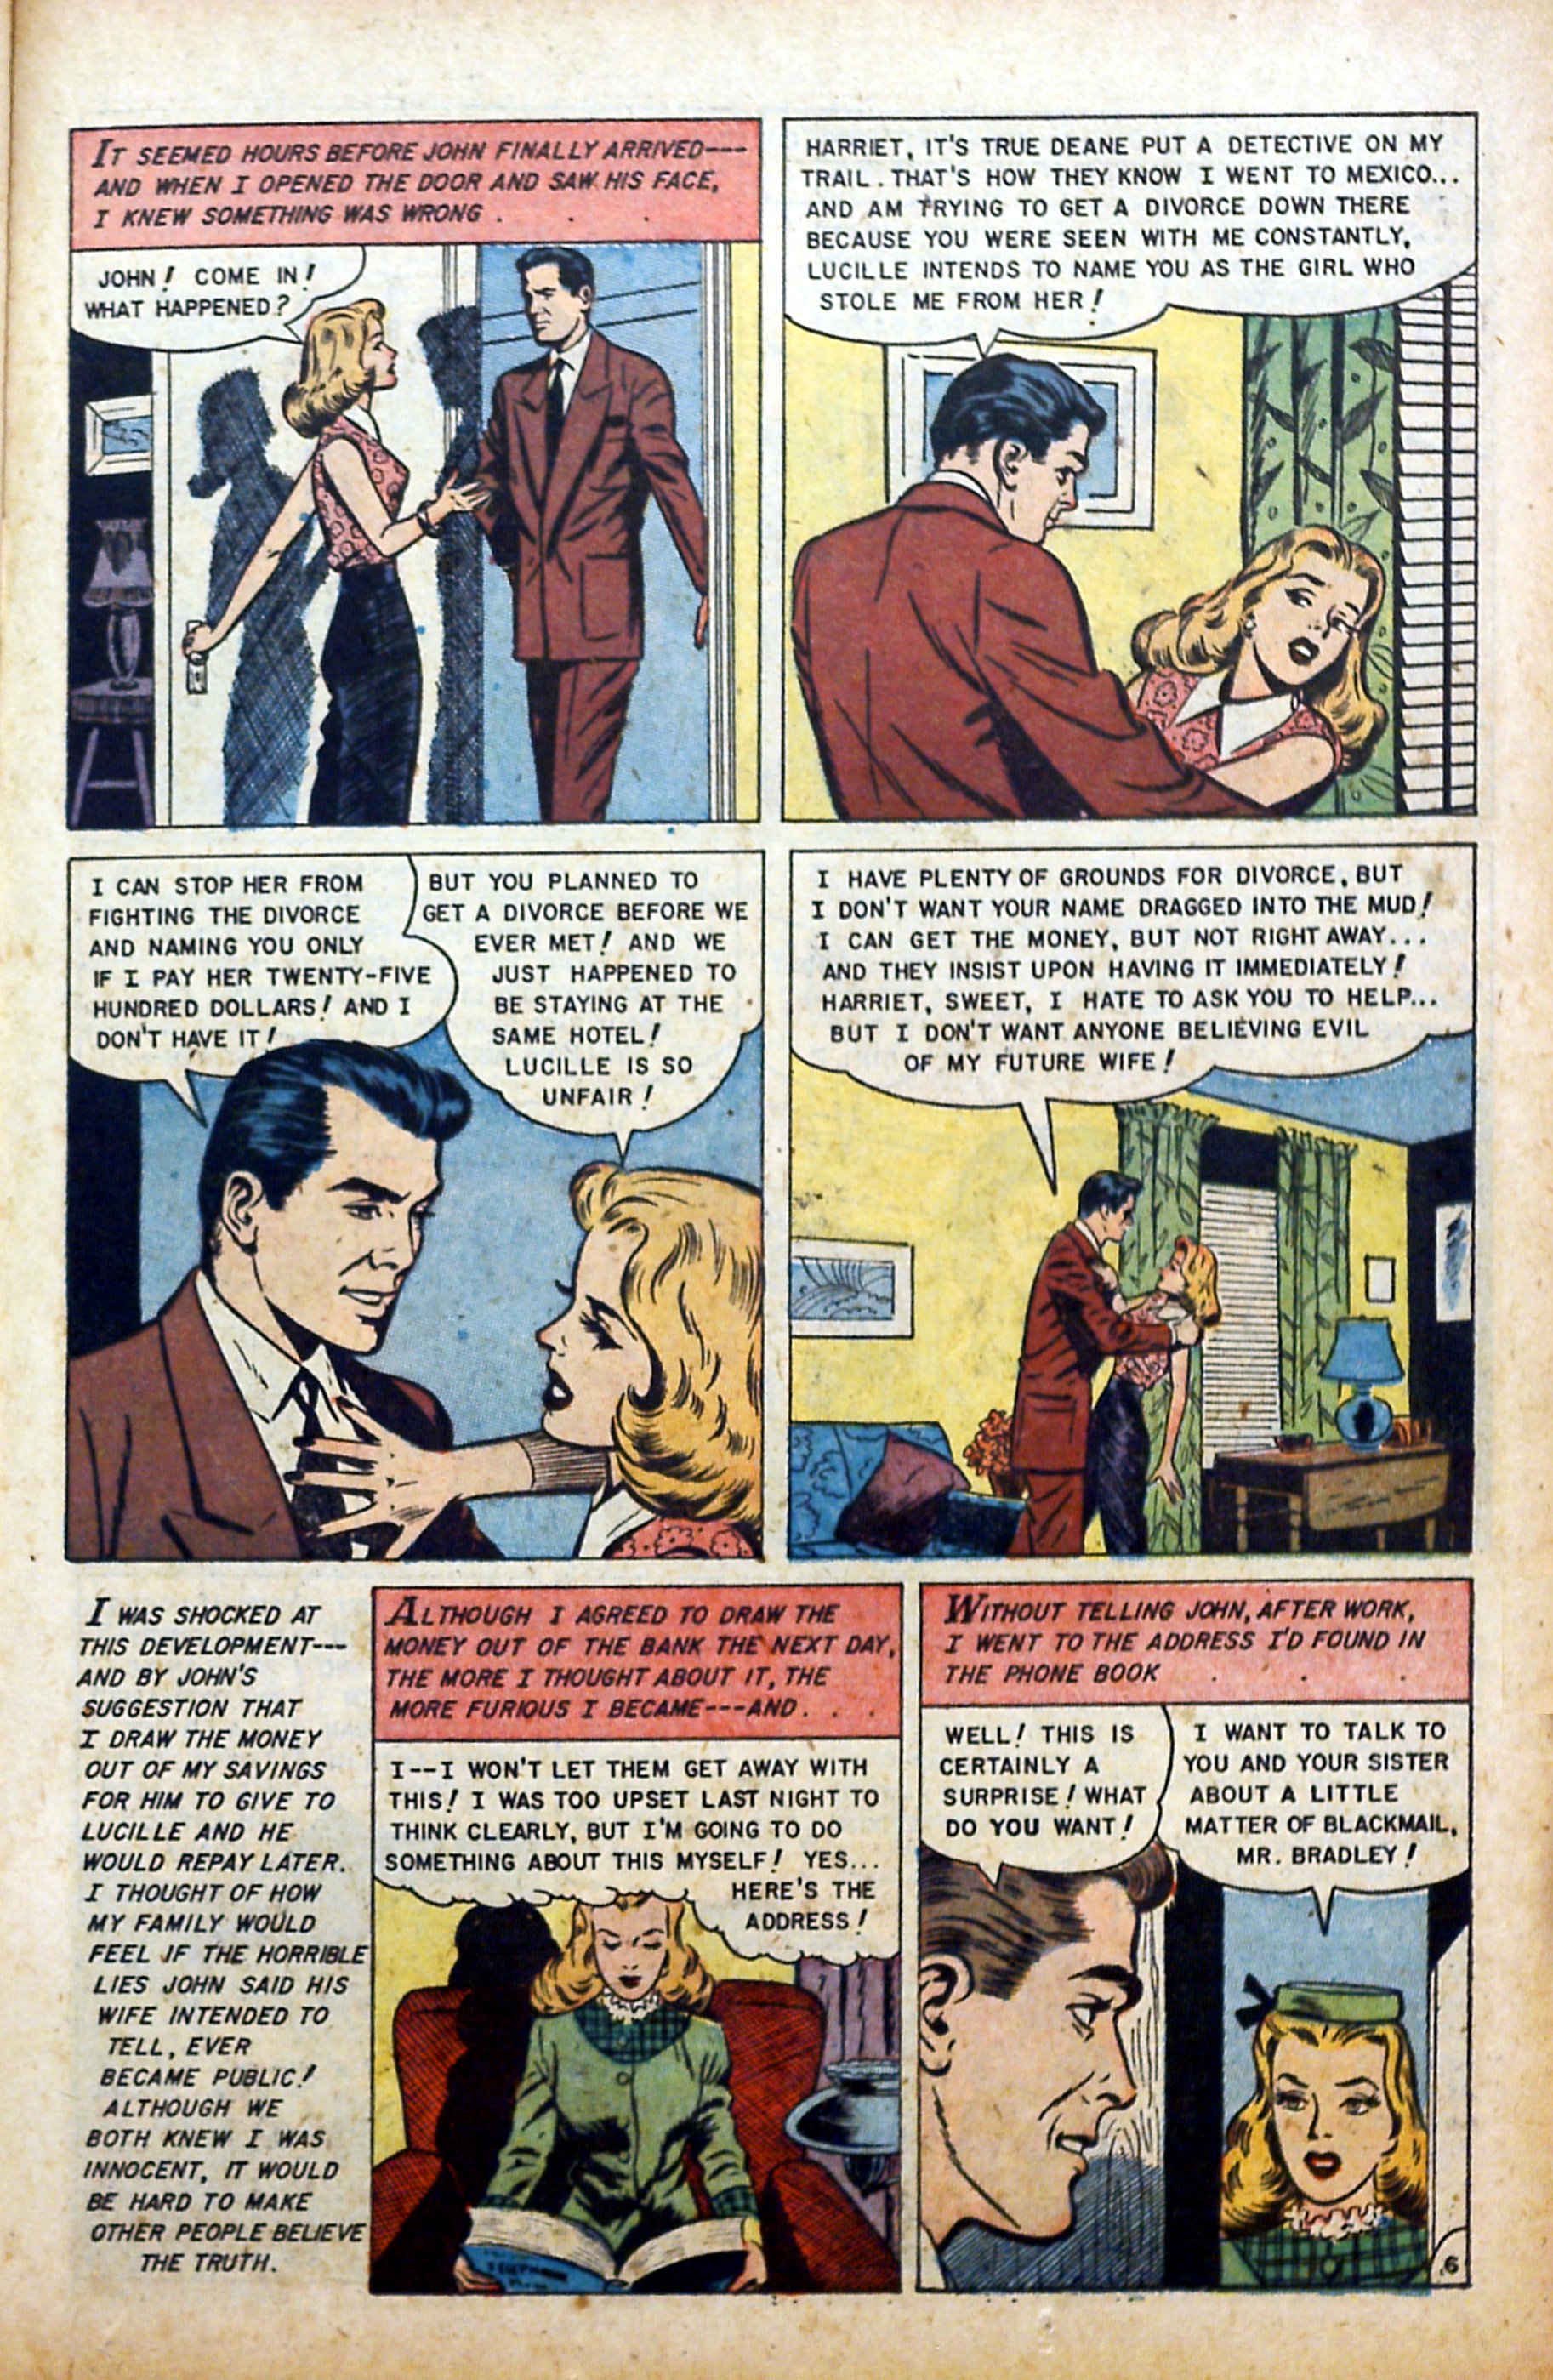 IT SEEMED HOURS BEFORE JOHN FINALLY ARRIVED---
AND WHEN I OPENED THE DOOR AND SAW HIS FACE,
I KNEW SOMETHING WAS WRONG . . .
JOHN! COME IN!
WHAT HAPPENED?
HARRIET, IT'S TRUE DEANE PUT A DETECTIVE ON MY
TRAIL. THAT'S HOW THEY KNOW I WENT TO MEXICO...
AND AM TRYING TO GET A DIVORCE DOWN THERE
BECAUSE YOU WERE SEEN WITH ME CONSTANTLY,
LUCILLE INTENDS TO NAME YOU AS THE GIRL WHO
STOLE ME FROM HER!
I CAN STOP HER FROM
FIGHTING THE DIVORCE
AND NAMING YOU ONLY
IF I PAY HER TWENTY-FIVE
HUNDRED DOLLARS! AND I
DON'T HAVE IT!
BUT YOU PLANNED TO
GET A DIVORCE BEFORE WE
EVER MET! AND WE
JUST HAPPENED TO
BE STAYING AT THE
SAME HOTEL!
LUCILLE IS SO
UNFAIR!
I HAVE PLENTY OF GROUNDS FOR DIVORCE, BUT
I DON'T WANT YOUR NAME DRAGGED INTO THE MUD!
I CAN GET THE MONEY, BUT NOT RIGHT AWAY...
AND THEY INSIST UPON HAVING IT IMMEDIATELY!
HARRIET, SWEET, I HATE TO ASK YOU TO HELP...
BUT I DON'T WANT ANYONE BELIEVING EVIL
OF MY FUTURE WIFE!
I WAS SHOCKED AT
THIS DEVELOPMENT---
AND BY JOHN'S
SUGGESTION THAT
I DRAW THE MONEY
OUT OF MY SAVINGS
FOR HIM TO GIVE TO
LUCILLE AND HE
WOULD REPAY LATER.
I THOUGHT OF HOW
MY FAMILY WOULD
FEEL IF THE HORRIBLE
LIES JOHN SAID HIS
WIFE INTENDED TO
TELL, EVER
BECAME PUBLIC!
ALTHOUGH WE
BOTH KNEW I WAS
INNOCENT, IT WOULD
BE HARD TO MAKE
OTHER PEOPLE BELIEVE
THE TRUTH.
ALTHOUGH I AGREED TO DRAW THE
MONEY OUT OF THE BANK THE NEXT DAY,
THE MORE I THOUGHT ABOUT IT, THE
MORE FURIOUS I BECAME---AND. . .
I--I WON'T LET THEM GET AWAY WITH
THIS! I WAS TOO UPSET LAST NIGHT TO
THINK CLEARLY, BUT I'M GOING TO DO
SOMETHING ABOUT THIS MYSELF! YES...
HERE'S THE
ADDRESS!
WITHOUT TELLING JOHN, AFTER WORK,
I WENT TO THE ADDRESS I'D FOUND IN
THE PHONE BOOK . . .
WELL! THIS IS
CERTAINLY A
SURPRISE! WHAT
DO YOU WANT!
I WANT TO TALK TO
YOU AND YOUR SISTER
ABOUT A LITTLE
MATTER OF BLACKMAIL,
MR. BRADLEY!
6